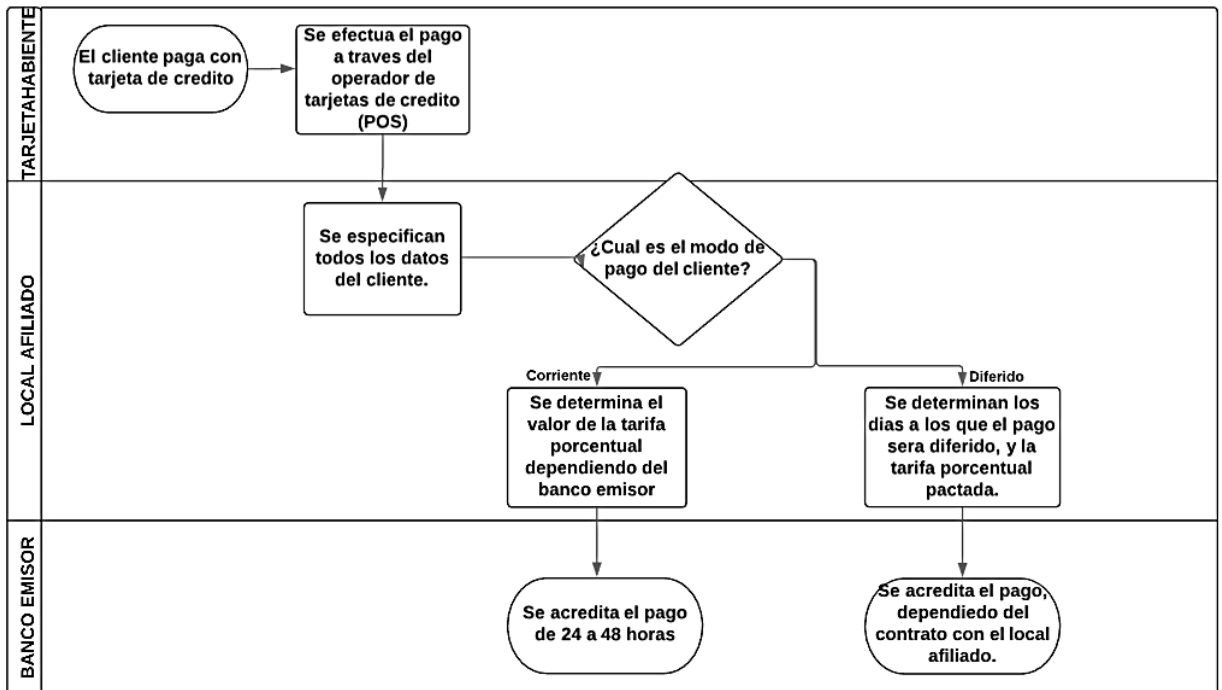 TARJETAHABIENTE
El cliente paga con
tarjeta de credito
Se efectua el pago
a traves del
operador de
tarjetas de credito
(POS)
LOCAL AFILIADO
Se especifican
todos los datos
del cliente.
¿Cual es el modo de
pago del cliente?
Corriente
Se determina el
valor de la tarifa
porcentual
dependiendo del
banco emisor
Diferido
Se determinan los
dias a los que el pago
sera diferido, y la
tarifa porcentual
pactada.
BANCO EMISOR
Se acredita el pago
de 24 a 48 horas
Se acredita el pago,
dependiedo del
contrato con el local
afiliado.